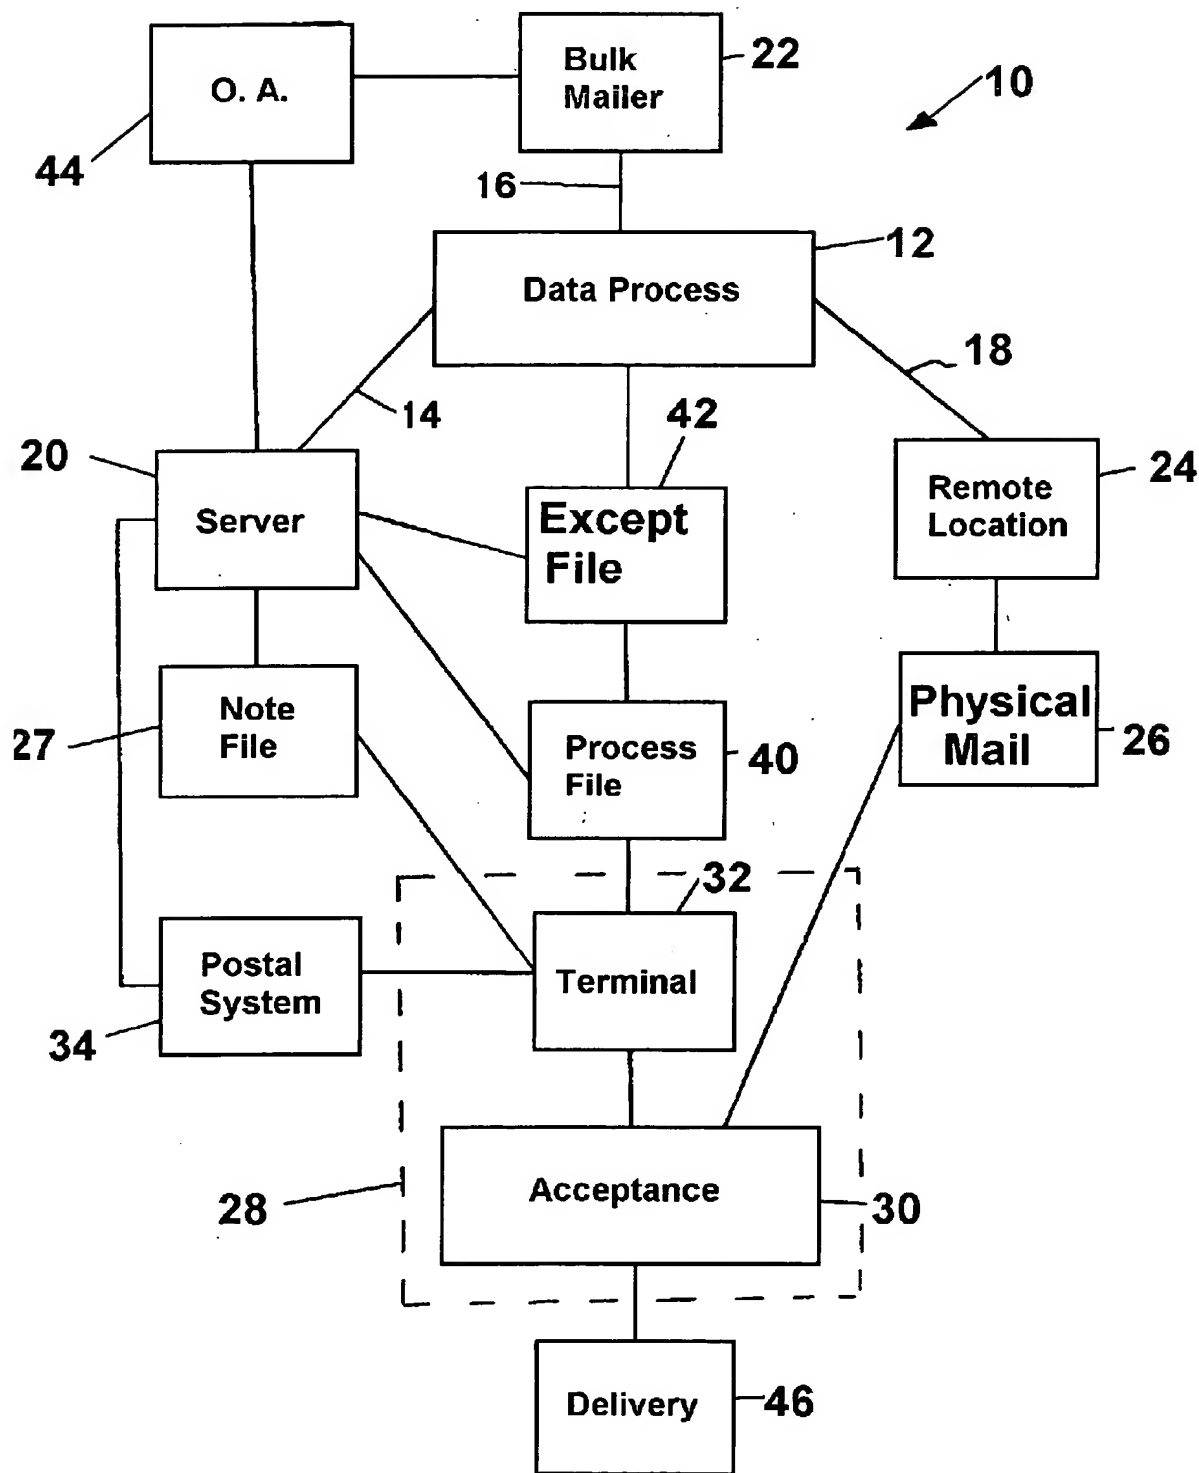 O. A.
44
Bulk
Mailer
22
10
16
Data Process
12
14
18
42
20
Server
Except
File
Remote
Location
24
Note
File
27
Process
File
40
Physical
Mail
26
32
Postal
System
34
Terminal
28
Acceptance
30
Delivery
46